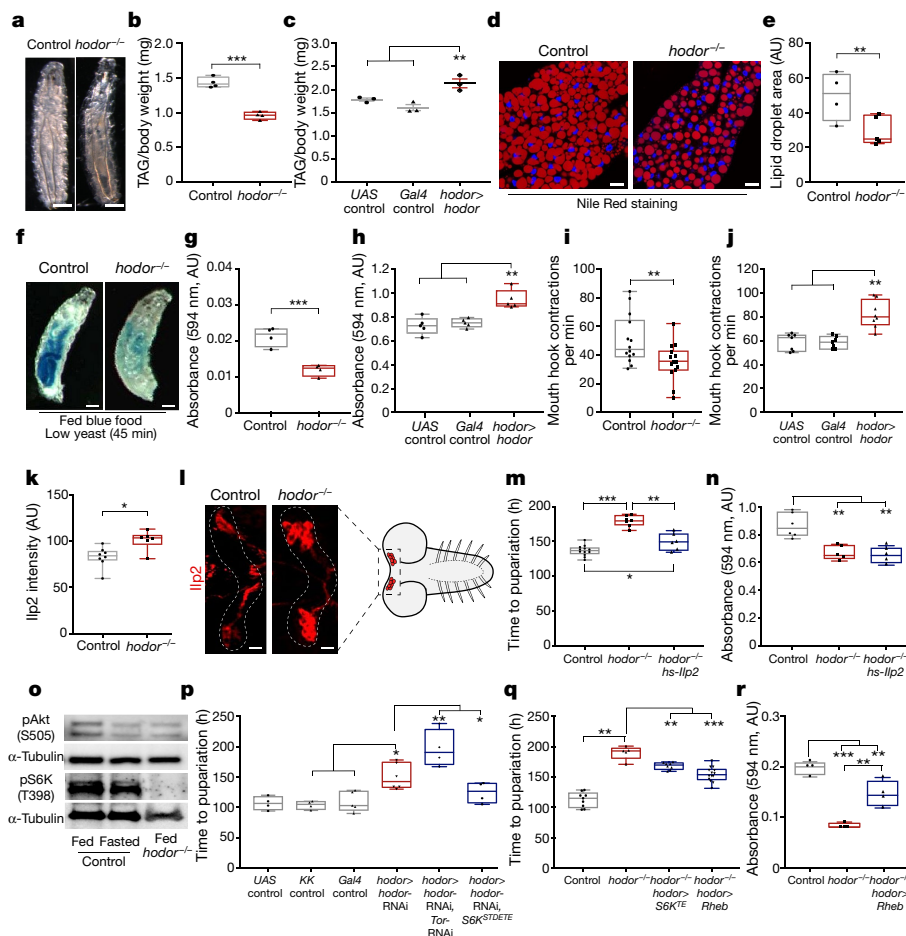 a
Control hodor–/–
b
TAG/body weight (mg)
2.0
1.5
1.0
0.5
0
***
Control hodor–/–
c
TAG/body weight (mg)
3.0
2.5
2.0
1.5
1.0
0.5
0
**
UAS control
Gal4 control
hodor> hodor
d
Control
hodor–/–
Nile Red staining
e
Lipid droplet area (AU)
80
60
40
20
0
**
Control hodor–/–
f
Control
hodor–/–
Fed blue food
Low yeast (45 min)
g
Absorbance (594 nm, AU)
0.04
0.03
0.02
0.01
0
***
Control
hodor–/–
h
Absorbance (594 nm, AU)
1.2
1.0
0.8
0.6
0.4
0.2
0
**
UAS control
Gal4 control
hodor> hodor
i
Mouth hook contractions per min
100
80
60
40
20
0
**
Control
hodor–/–
j
Mouth hook contractions per min
120
100
80
60
40
20
0
**
UAS control
Gal4 control
hodor> hodor
k
Ilp2 intensity (AU)
150
100
50
0
*
Control
hodor–/–
l
Control
hodor–/–
Ilp2
m
Time to pupariation (h)
200
150
100
50
0
***
**
*
Control
hodor–/–
hodor–/– hs-Ilp2
n
Absorbance (594 nm, AU)
1.0
0.8
0.6
0.4
0.2
0
**
**
Control
hodor–/–
hodor–/– hs-Ilp2
o
pAkt
(S505)
α-Tubulin
pS6K
(T398)
α-Tubulin
Fed Fasted
Control
Fed
hodor–/–
p
Time to pupariation (h)
250
200
150
100
50
0
*
**
*
UAS control
KK control
Gal4 control
hodor> hodor- RNAi
hodor> hodor- RNAi, Tor- RNAi
hodor> hodor- RNAi, S6KSTDETE
q
Time to pupariation (h)
250
200
150
100
50
0
**
**
***
Control
hodor–/–
hodor–/– hodor> S6KTE
hodor–/– hodor> Rheb
r
Absorbance (594 nm, AU)
0.3
0.2
0.1
0
***
**
**
Control
hodor–/–
hodor–/– hodor> Rheb